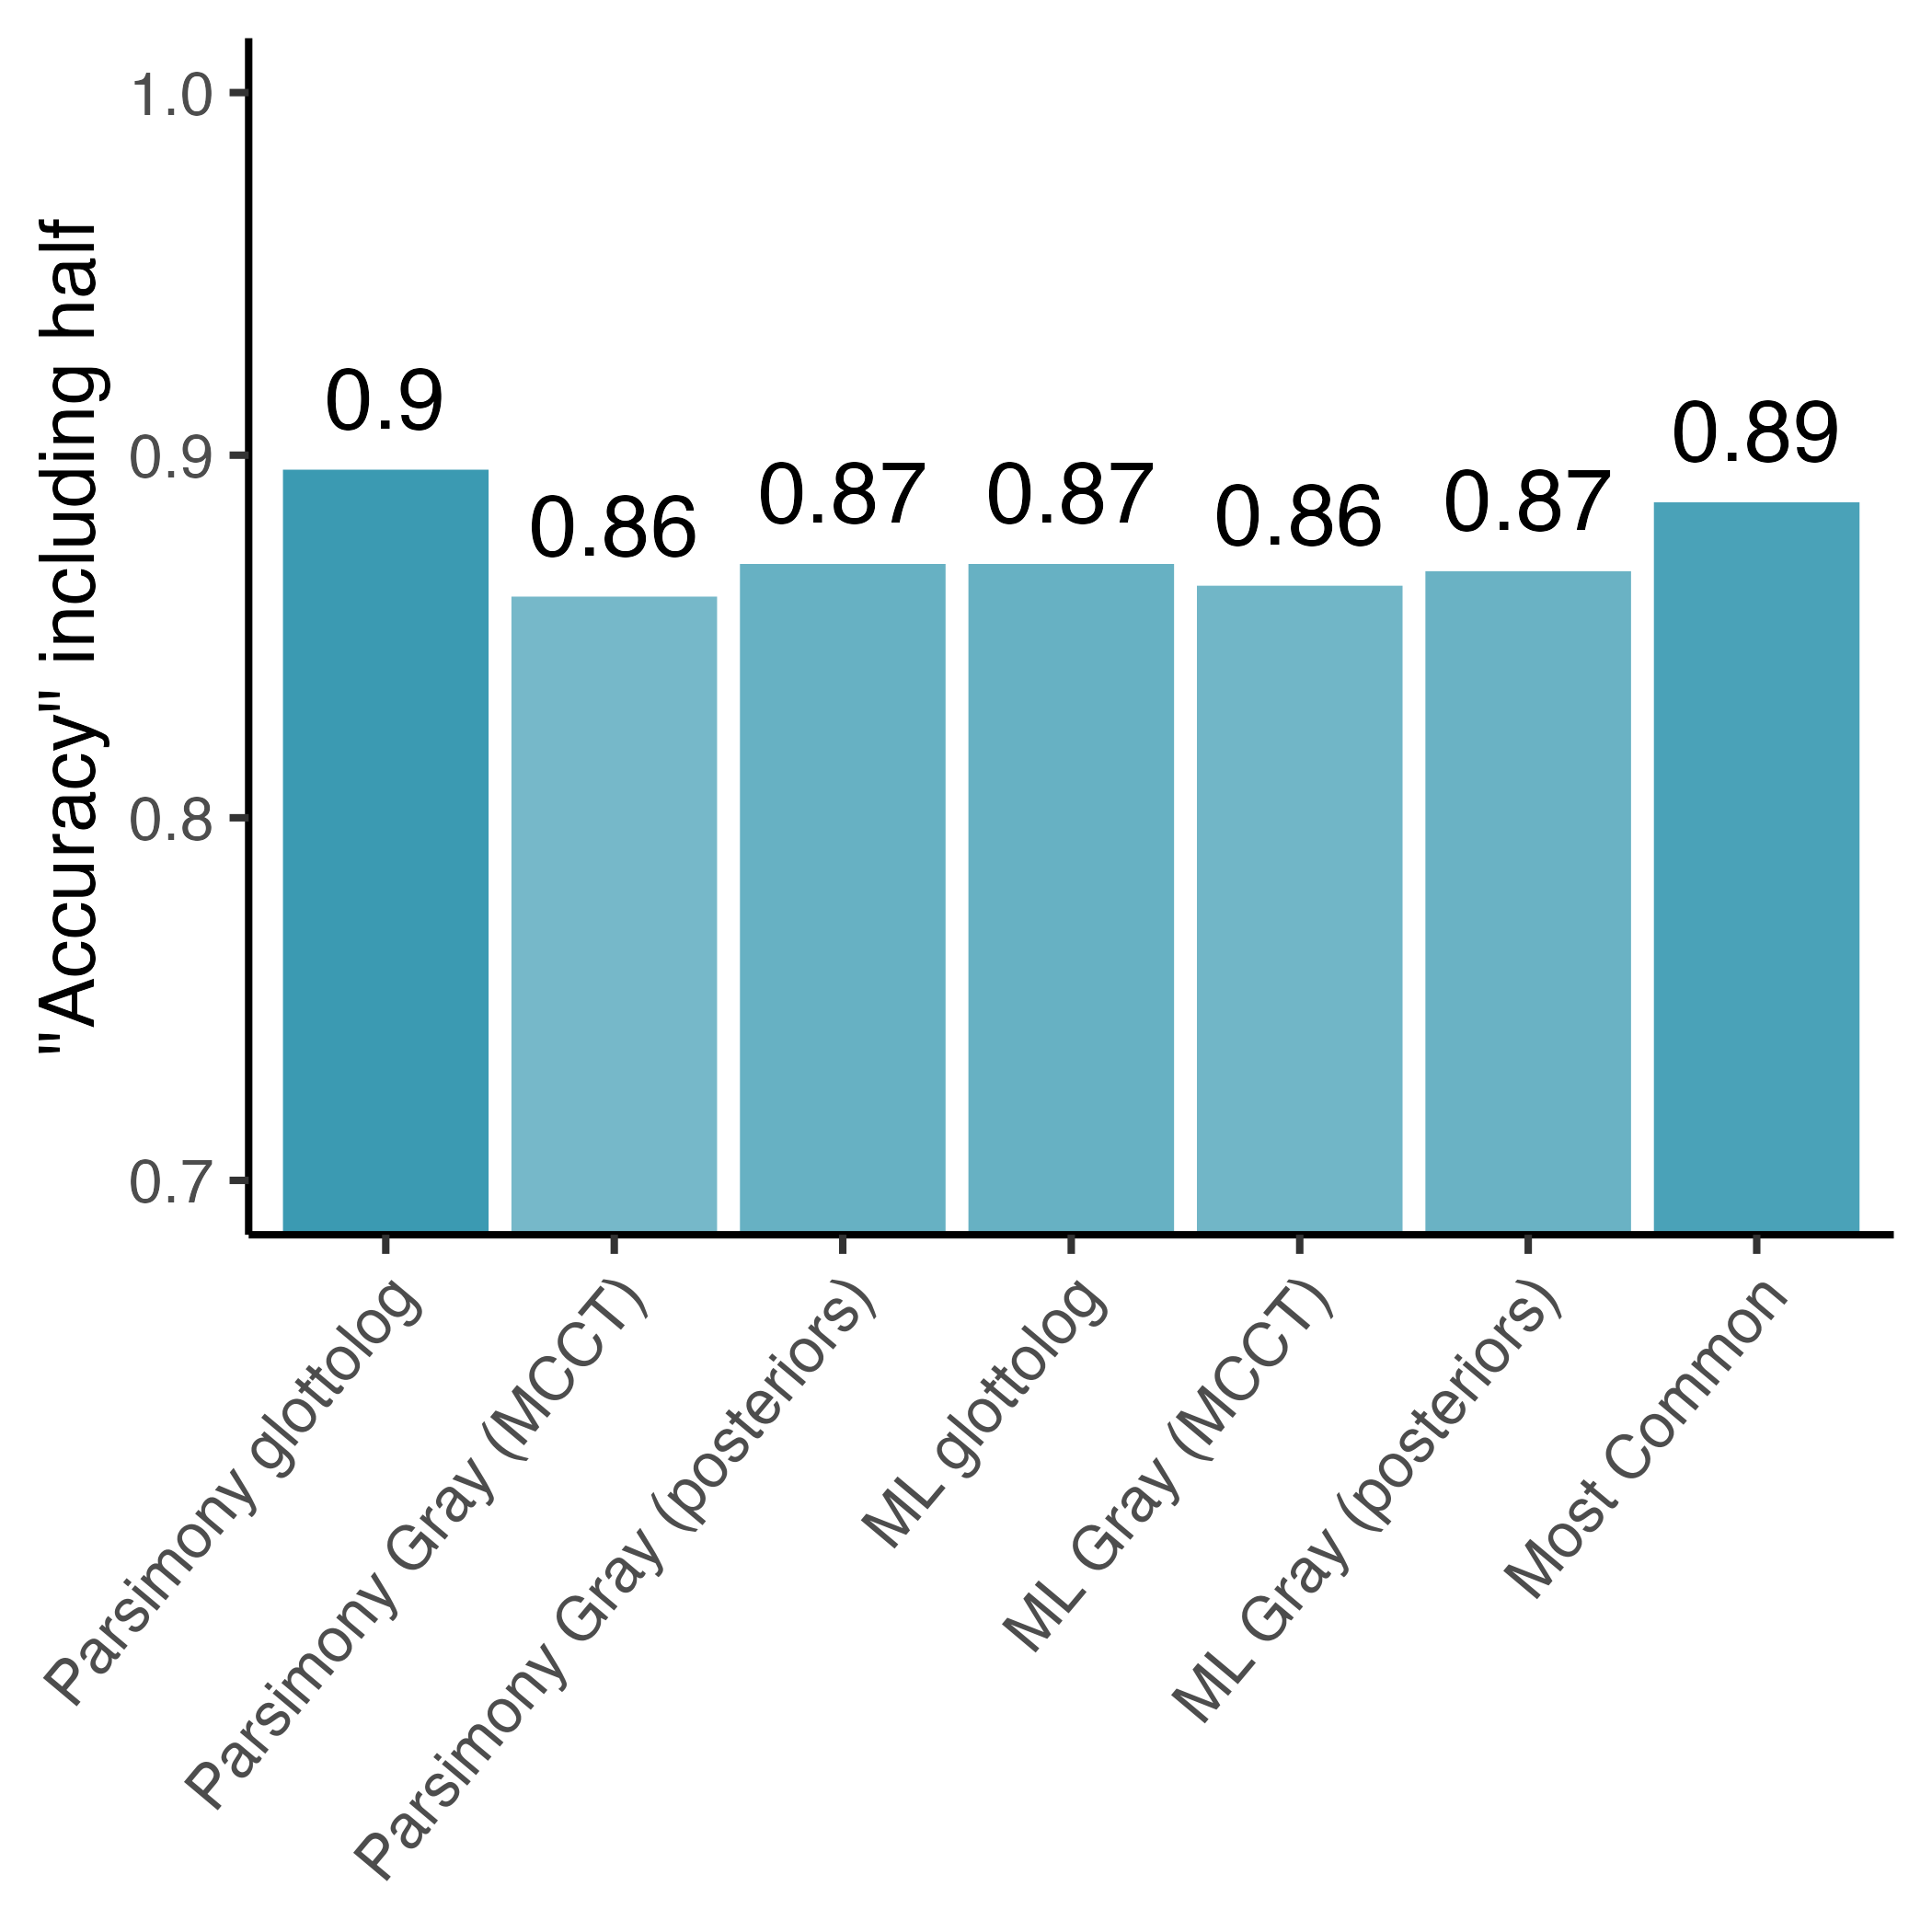 "Accuracy" including half
1.0
0.9
0.8
0.7
0.9
0.86
0.87
0.87
0.86
0.87
0.89
Parsimony glottolog
Parsimony Gray (MCCT)
Parsimony Gray (posteriors)
ML glottolog
ML Gray (MCCT)
ML Gray (posteriors)
Most Common